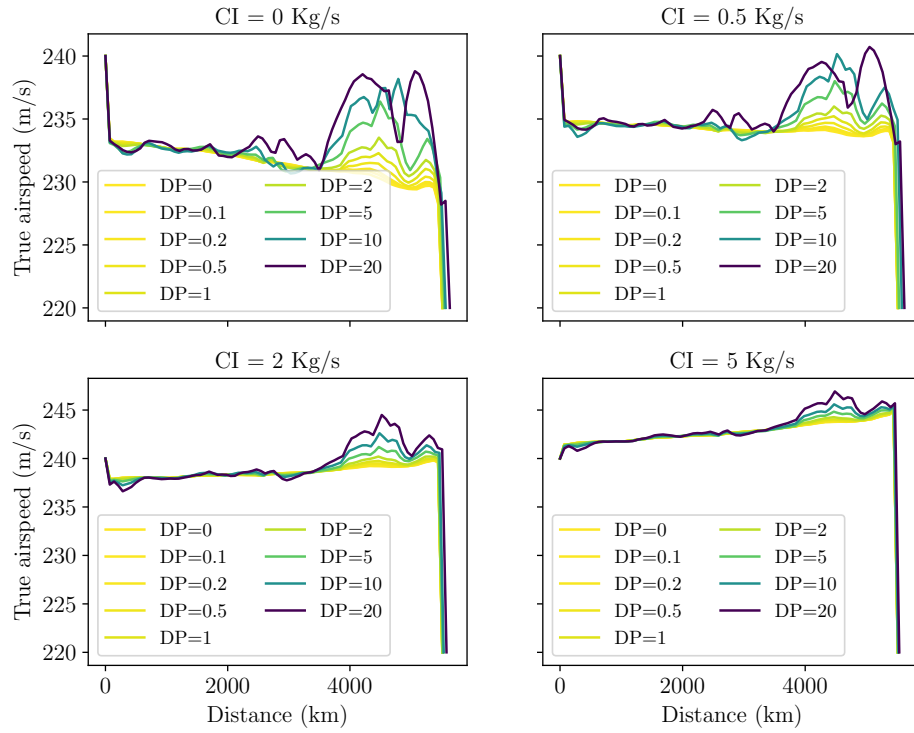 CI = 0 Kg/s
CI = 0.5 Kg/s
True airspeed (m/s)
240
235
230
225
220
DP=0
DP=0.1
DP=0.2
DP=0.5
DP=1
DP=2
DP=5
DP=10
DP=20
DP=0
DP=0.1
DP=0.2
DP=0.5
DP=1
DP=2
DP=5
DP=10
DP=20
CI = 2 Kg/s
CI = 5 Kg/s
True airspeed (m/s)
245
240
235
230
225
220
DP=0
DP=0.1
DP=0.2
DP=0.5
DP=1
DP=2
DP=5
DP=10
DP=20
DP=0
DP=0.1
DP=0.2
DP=0.5
DP=1
DP=2
DP=5
DP=10
DP=20
0 2000 4000
0 2000 4000
Distance (km)
Distance (km)